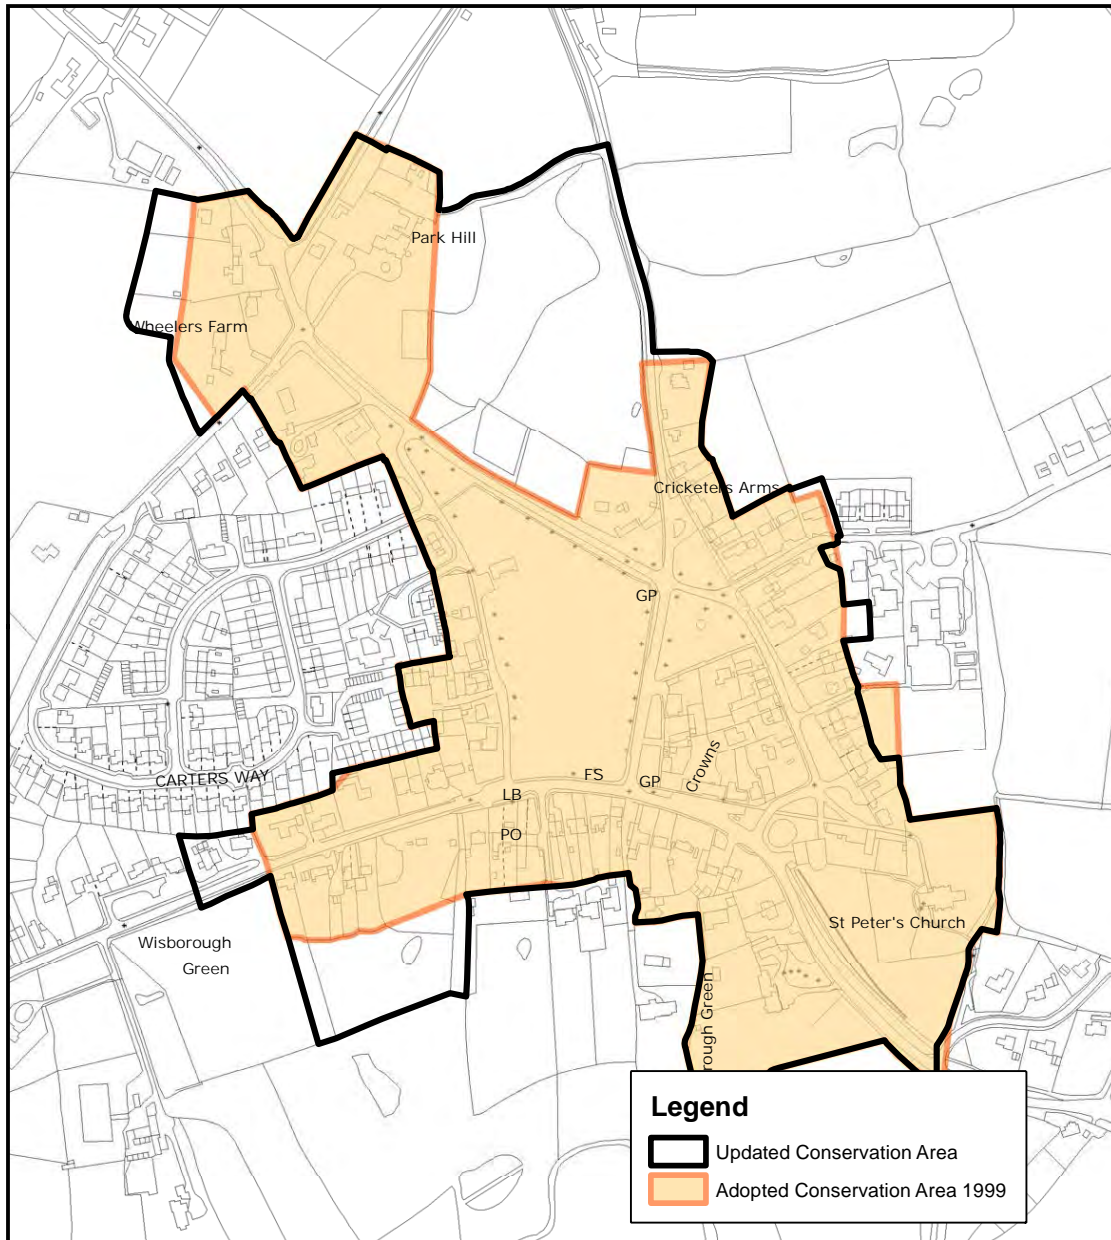 Park Hill
Wheelers Farm
Cricketers Arms
GP
Crowns
FS
GP
CARTERS WAY
LB
PO
St Peter's Church
Wisborough
Green
rough Green
Legend
Updated Conservation Area
Adopted Conservation Area 1999